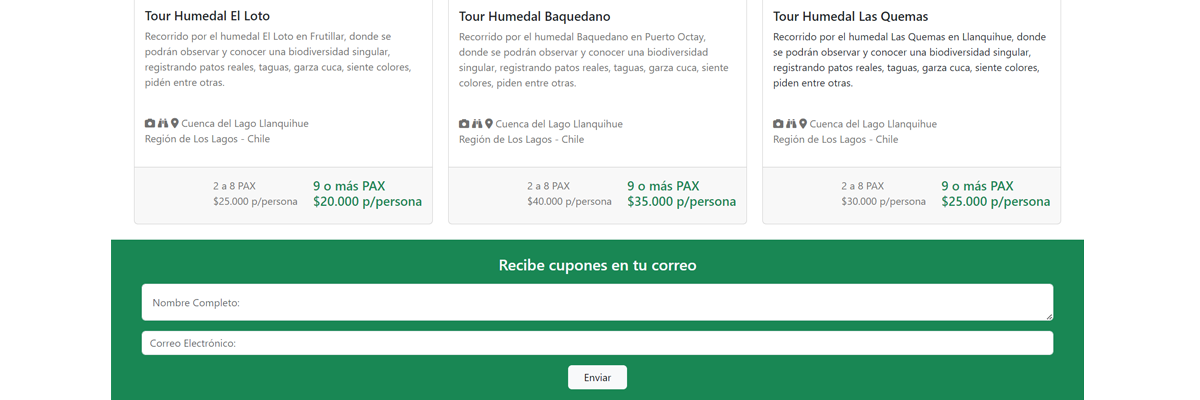 Tour Humedal El Loto
Recorrido por el humedal El Loto en Frutillar, donde se
podrán observar y conocer una biodiversidad singular,
registrando patos reales, taguas, garza cuca, siente colores,
pidén entre otras.
Cuenca del Lago Llanquihue
Región de Los Lagos - Chile
2 a 8 PAX
$25.000 p/persona
9 o más PAX
$20.000 p/persona
Tour Humedal Baquedano
Recorrido por el humedal Baquedano en Puerto Octay,
donde se podrán observar y conocer una biodiversidad
singular, registrando patos reales, taguas, garza cuca, siente
colores, piden entre otras.
Cuenca del Lago Llanquihue
Región de Los Lagos - Chile
2 a 8 PAX
$40.000 p/persona
9 o más PAX
$35.000 p/persona
Tour Humedal Las Quemas
Recorrido por el humedal Las Quemas en Llanquihue, donde
se podrán observar y conocer una biodiversidad singular,
registrando patos reales, taguas, garza cuca, siente colores,
piden entre otras.
Cuenca del Lago Llanquihue
Región de Los Lagos - Chile
2 a 8 PAX
$30.000 p/persona
9 o más PAX
$25.000 p/persona
Recibe cupones en tu correo
Nombre Completo:
Correo Electrónico:
Enviar